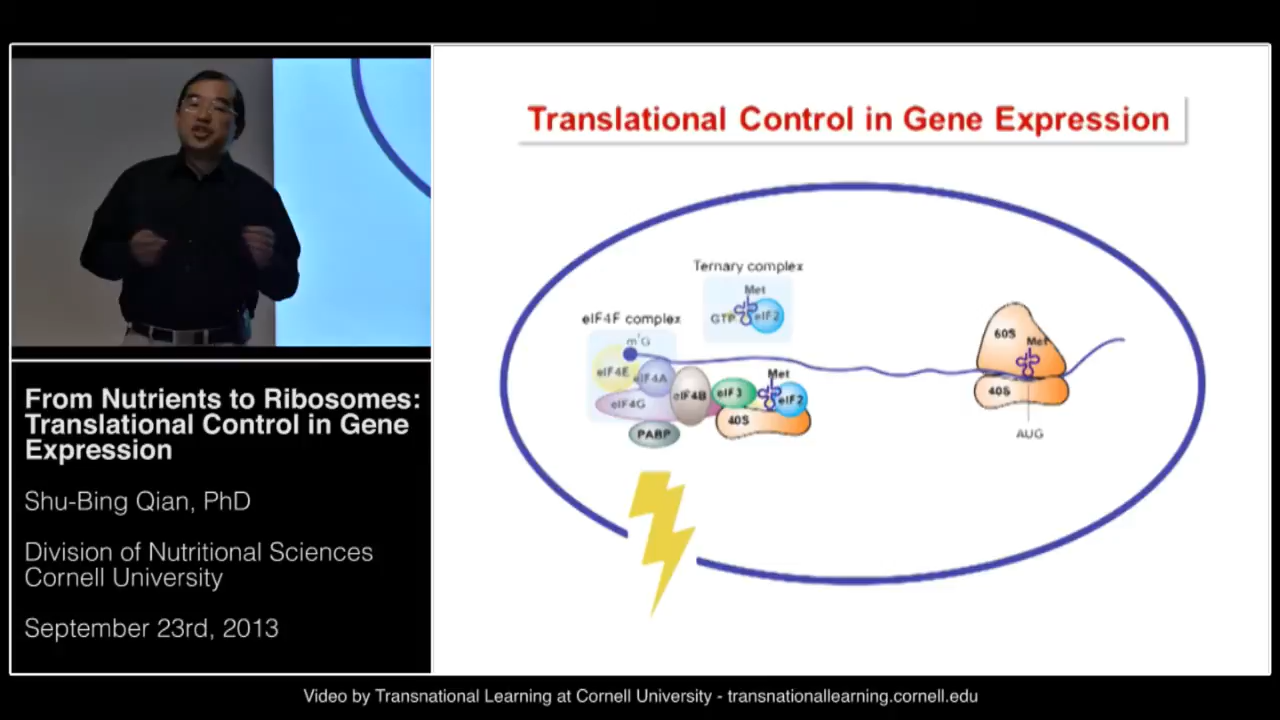 Translational Control in Gene Expression
Ternary complex
Met
GTP
eIF2
eIF4F complex
m⁷G
eIF4E
eIF4A
eIF4G
eIF4B
eIF3
Met
eIF2
40S
PABP
60S
Met
40S
AUG
From Nutrients to Ribosomes:
Translational Control in Gene
Expression
Shu-Bing Qian, PhD
Division of Nutritional Sciences
Cornell University
September 23rd, 2013
Video by Transnational Learning at Cornell University - transnationallearning.cornell.edu